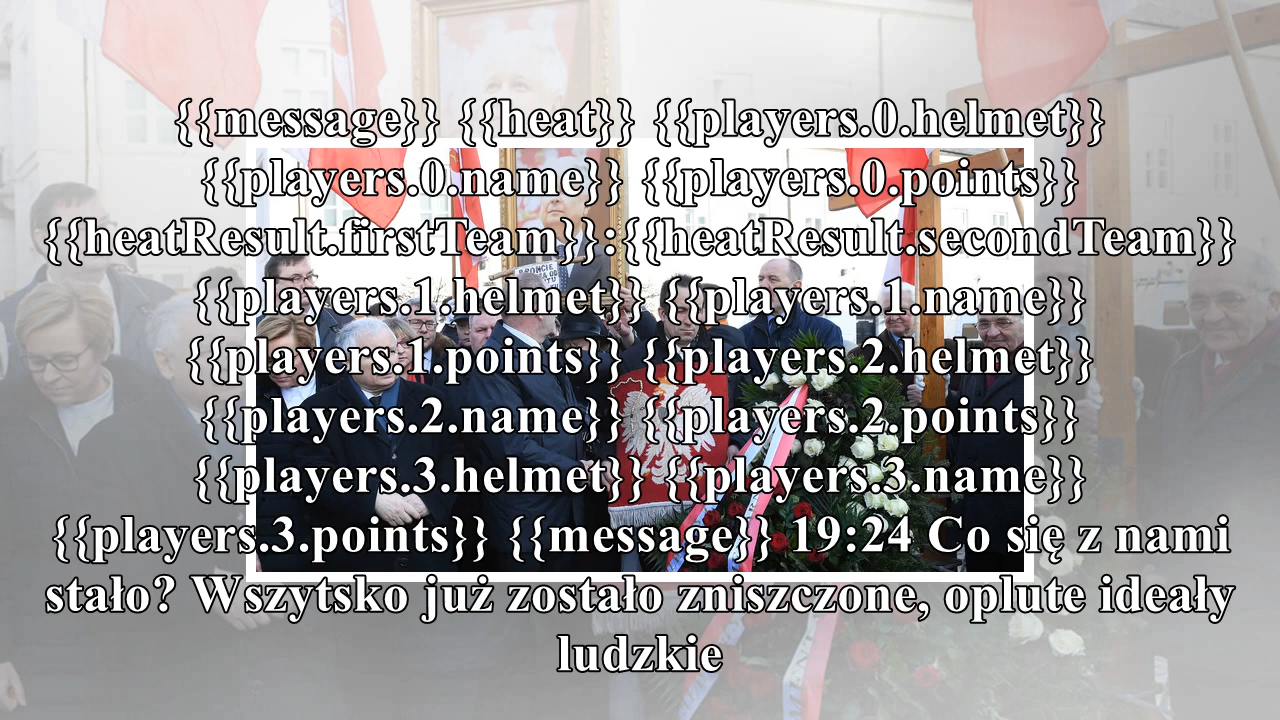 {{message}} {{heat}} {{players.0.helmet}}
{{players.0.name}} {{players.0.points}}
{{heatResult.firstTeam}}:{{heatResult.secondTeam}}
{{players.1.helmet}} {{players.1.name}}
{{players.1.points}} {{players.2.helmet}}
{{players.2.name}} {{players.2.points}}
{{players.3.helmet}} {{players.3.name}}
{{players.3.points}} {{message}} 19:24 Co się z nami
stało? Wszytsko już zostało zniszczone, oplute ideały
ludzkie